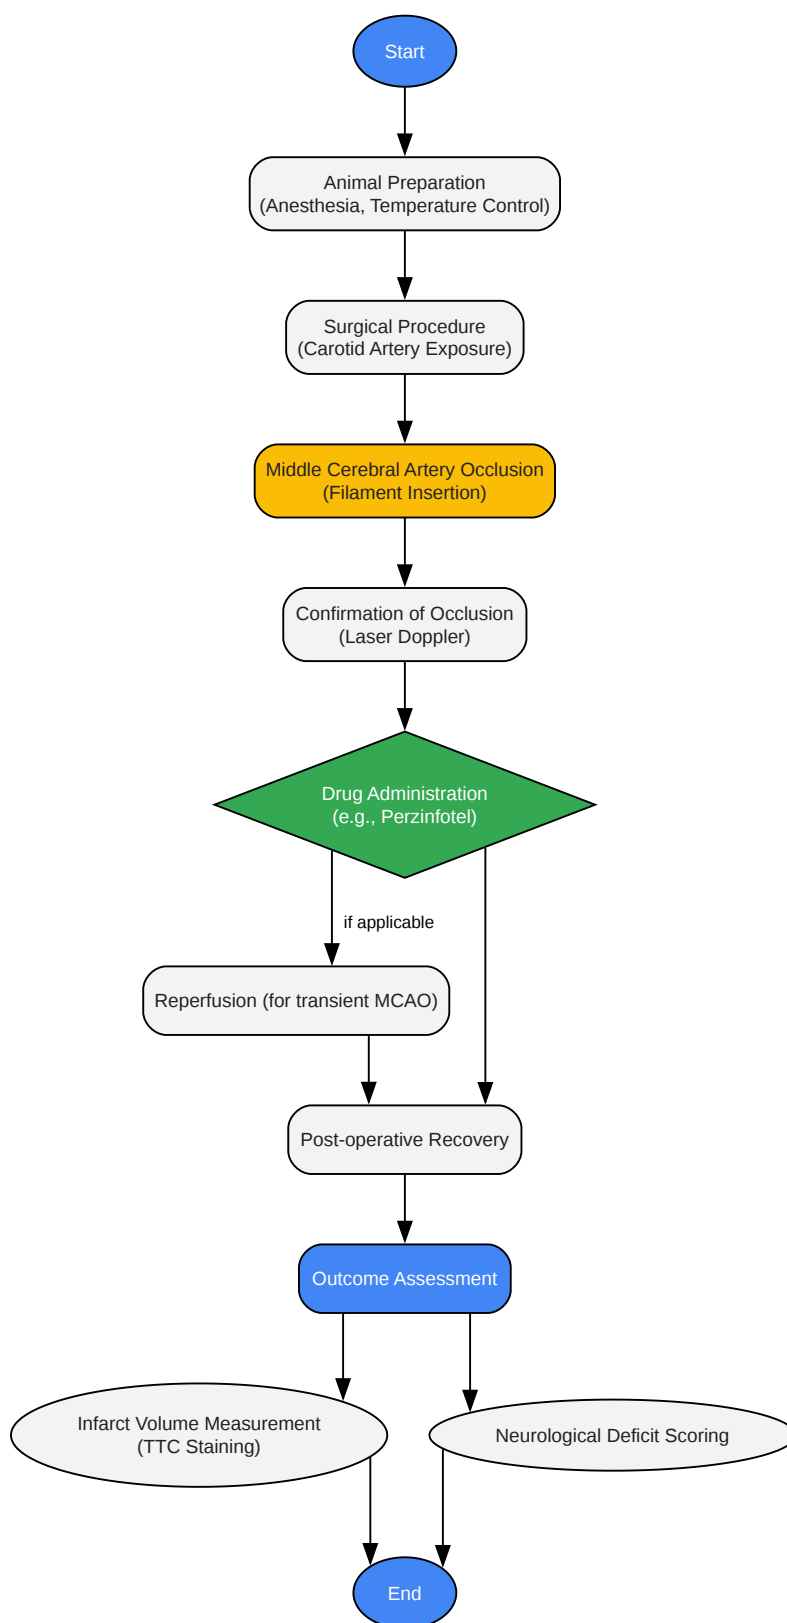 Start
Animal Preparation
(Anesthesia, Temperature Control)
Surgical Procedure
(Carotid Artery Exposure)
Middle Cerebral Artery Occlusion
(Filament Insertion)
Confirmation of Occlusion
(Laser Doppler)
Drug Administration
(e.g., Perzinfotel)
if applicable
Reperfusion (for transient MCAO)
Post-operative Recovery
Outcome Assessment
Infarct Volume Measurement
(TTC Staining)
Neurological Deficit Scoring
End